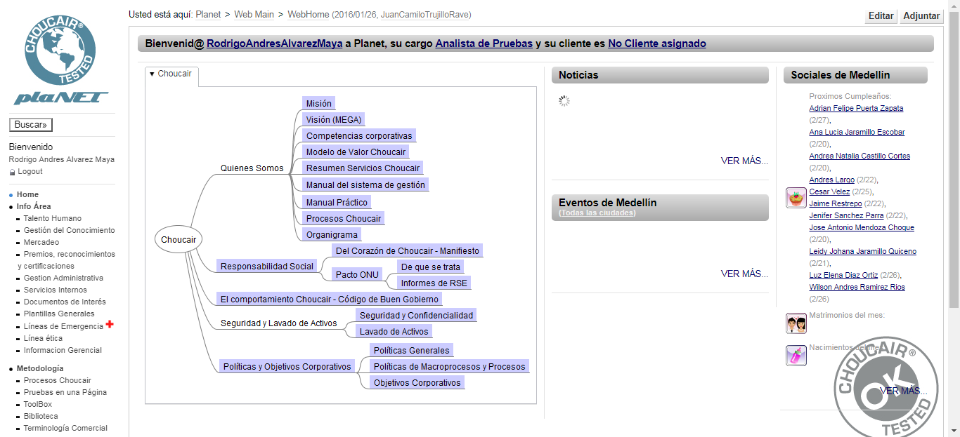 CHOUCAIR®
TESTED
plaNET
Buscar»
Bienvenido
Rodrigo Andres Alvarez Maya
Logout
Home
Info Área
Talento Humano
Gestión del Conocimiento
Mercadeo
Premios, reconocimientos
y certificaciones
Gestion Administrativa
Servicios Internos
Documentos de Interés
Plantillas Generales
Líneas de Emergencia
Línea ética
Informacion Gerencial
Metodología
Procesos Choucair
Pruebas en una Página
ToolBox
Biblioteca
Terminología Comercial
Usted está aquí: Planet > Web Main > WebHome (2016/01/26, JuanCamiloTrujilloRave)
Editar Adjuntar
Bienvenid@ RodrigoAndresAlvarezMaya a Planet, su cargo Analista de Pruebas y su cliente es No Cliente asignado
▼ Choucair
Choucair
Quienes Somos
Misión
Visión (MEGA)
Competencias corporativas
Modelo de Valor Choucair
Resumen Servicios Choucair
Manual del sistema de gestión
Manual Práctico
Procesos Choucair
Organigrama
Responsabilidad Social
Del Corazón de Choucair - Manifiesto
Pacto ONU
De que se trata
Informes de RSE
El comportamiento Choucair - Código de Buen Gobierno
Seguridad y Lavado de Activos
Seguridad y Confidencialidad
Lavado de Activos
Políticas y Objetivos Corporativos
Políticas Generales
Políticas de Macroprocesos y Procesos
Objetivos Corporativos
Noticias
VER MÁS...
Eventos de Medellín
(Todas las ciudades)
VER MÁS...
Sociales de Medellín
Proximos Cumpleaños:
Adrian Felipe Puerta Zapata
(2/27),
Ana Lucia Jaramillo Escobar
(2/20),
Andrea Natalia Castillo Cortes
(2/20),
Andres Largo (2/22),
Cesar Velez (2/25),
Jaime Restrepo (2/22),
Jenifer Sanchez Parra (2/22),
Jose Antonio Mendoza Choque
(2/20),
Leidy Johana Jaramillo Quiceno
(2/21),
Luz Elena Diaz Ortiz (2/26),
Wilson Andres Ramirez Rios
(2/26)
Matrimonios del mes:
Nacimientos del mes:
VER MÁS...
CHOUCAIR®
OK
TESTED